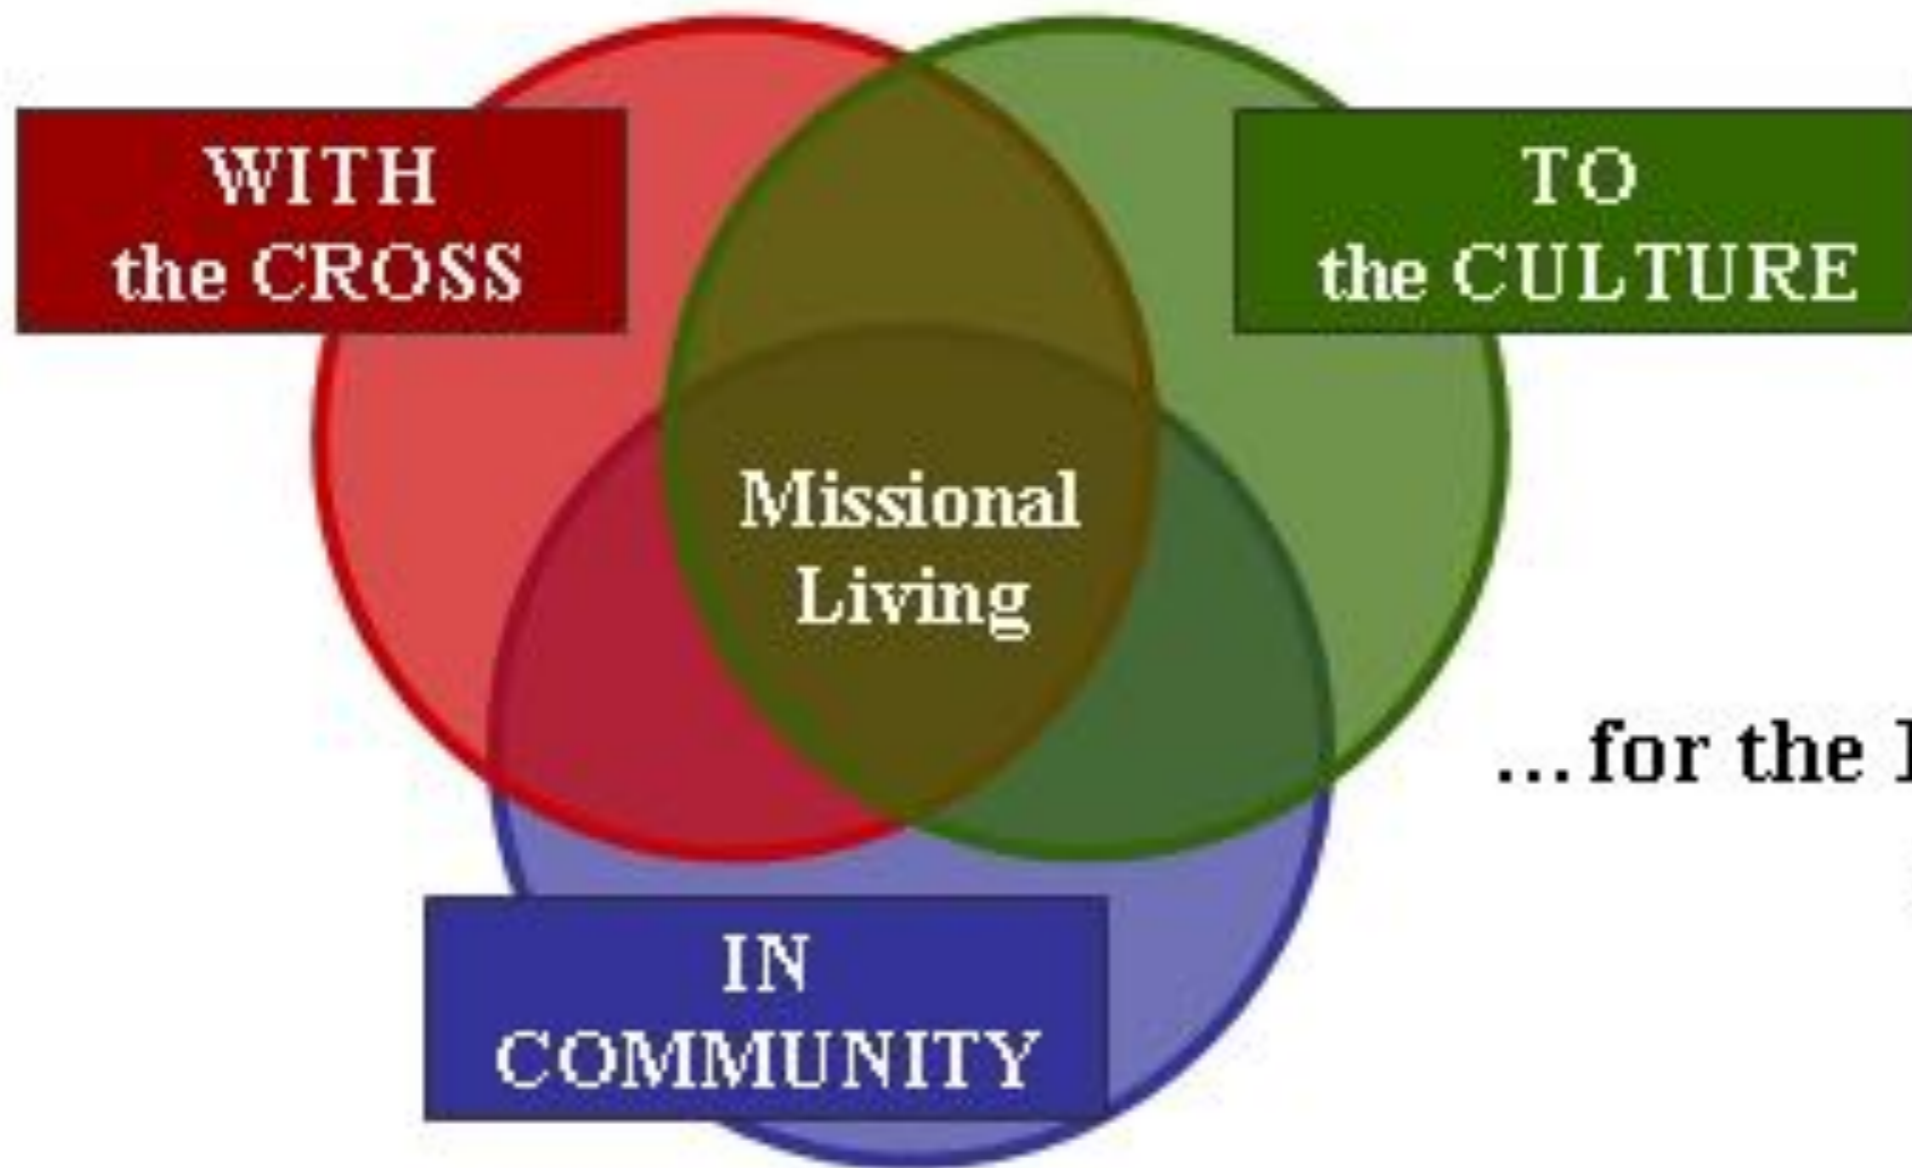 WITH
the CROSS
TO
the CULTURE
Missional
Living
...for the
IN
COMMUNITY